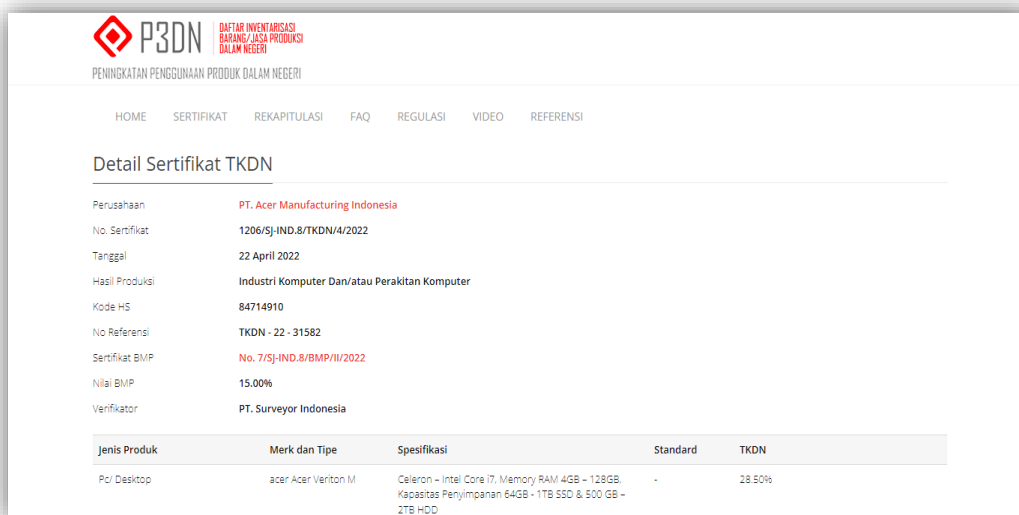 P3DN
DAFTAR INVENTARISASI
BARANG/JASA PRODUKSI
DALAM NEGERI
PENINGKATAN PENGGUNAAN PRODUK DALAM NEGERI
HOME SERTIFIKAT REKAPITULASI FAQ REGULASI VIDEO REFERENSI
Detail Sertifikat TKDN
Perusahaan PT. Acer Manufacturing Indonesia
No. Sertifikat 1206/SJ-IND.8/TKDN/4/2022
Tanggal 22 April 2022
Hasil Produksi Industri Komputer Dan/atau Perakitan Komputer
Kode HS 84714910
No Referensi TKDN - 22 - 31582
Sertifikat BMP No. 7/SJ-IND.8/BMP/II/2022
Nilai BMP 15.00%
Verifikator PT. Surveyor Indonesia
Jenis Produk Merk dan Tipe Spesifikasi Standard TKDN
Pc/ Desktop acer Acer Veriton M Celeron – Intel Core i7, Memory RAM 4GB – 128GB, - 28.50%
Kapasitas Penyimpanan 64GB - 1TB SSD & 500 GB –
2TB HDD